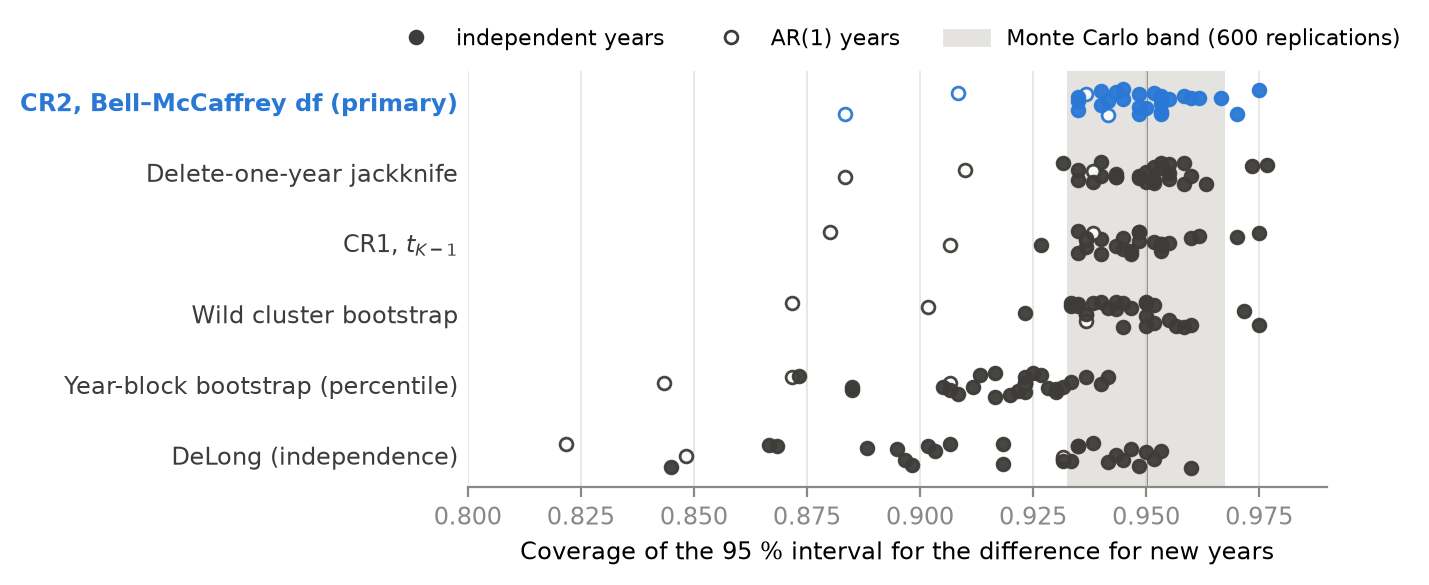 independent years AR(1) years Monte Carlo band (600 replications)
CR2, Bell–McCaffrey df (primary)
Delete-one-year jackknife
CR1, t_{K−1}
Wild cluster bootstrap
Year-block bootstrap (percentile)
DeLong (independence)
0.800 0.825 0.850 0.875 0.900 0.925 0.950 0.975
Coverage of the 95 % interval for the difference for new years